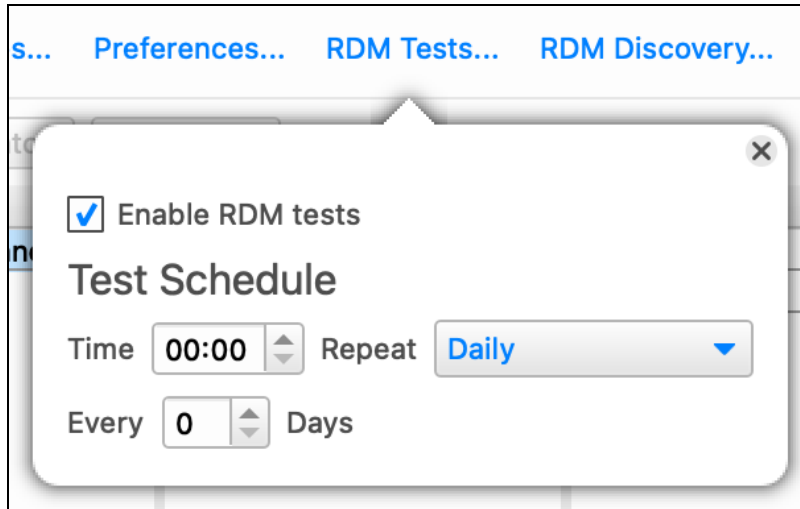 s... Preferences... RDM Tests... RDM Discovery...
Enable RDM tests
Test Schedule
Time 00:00 Repeat Daily
Every 0 Days